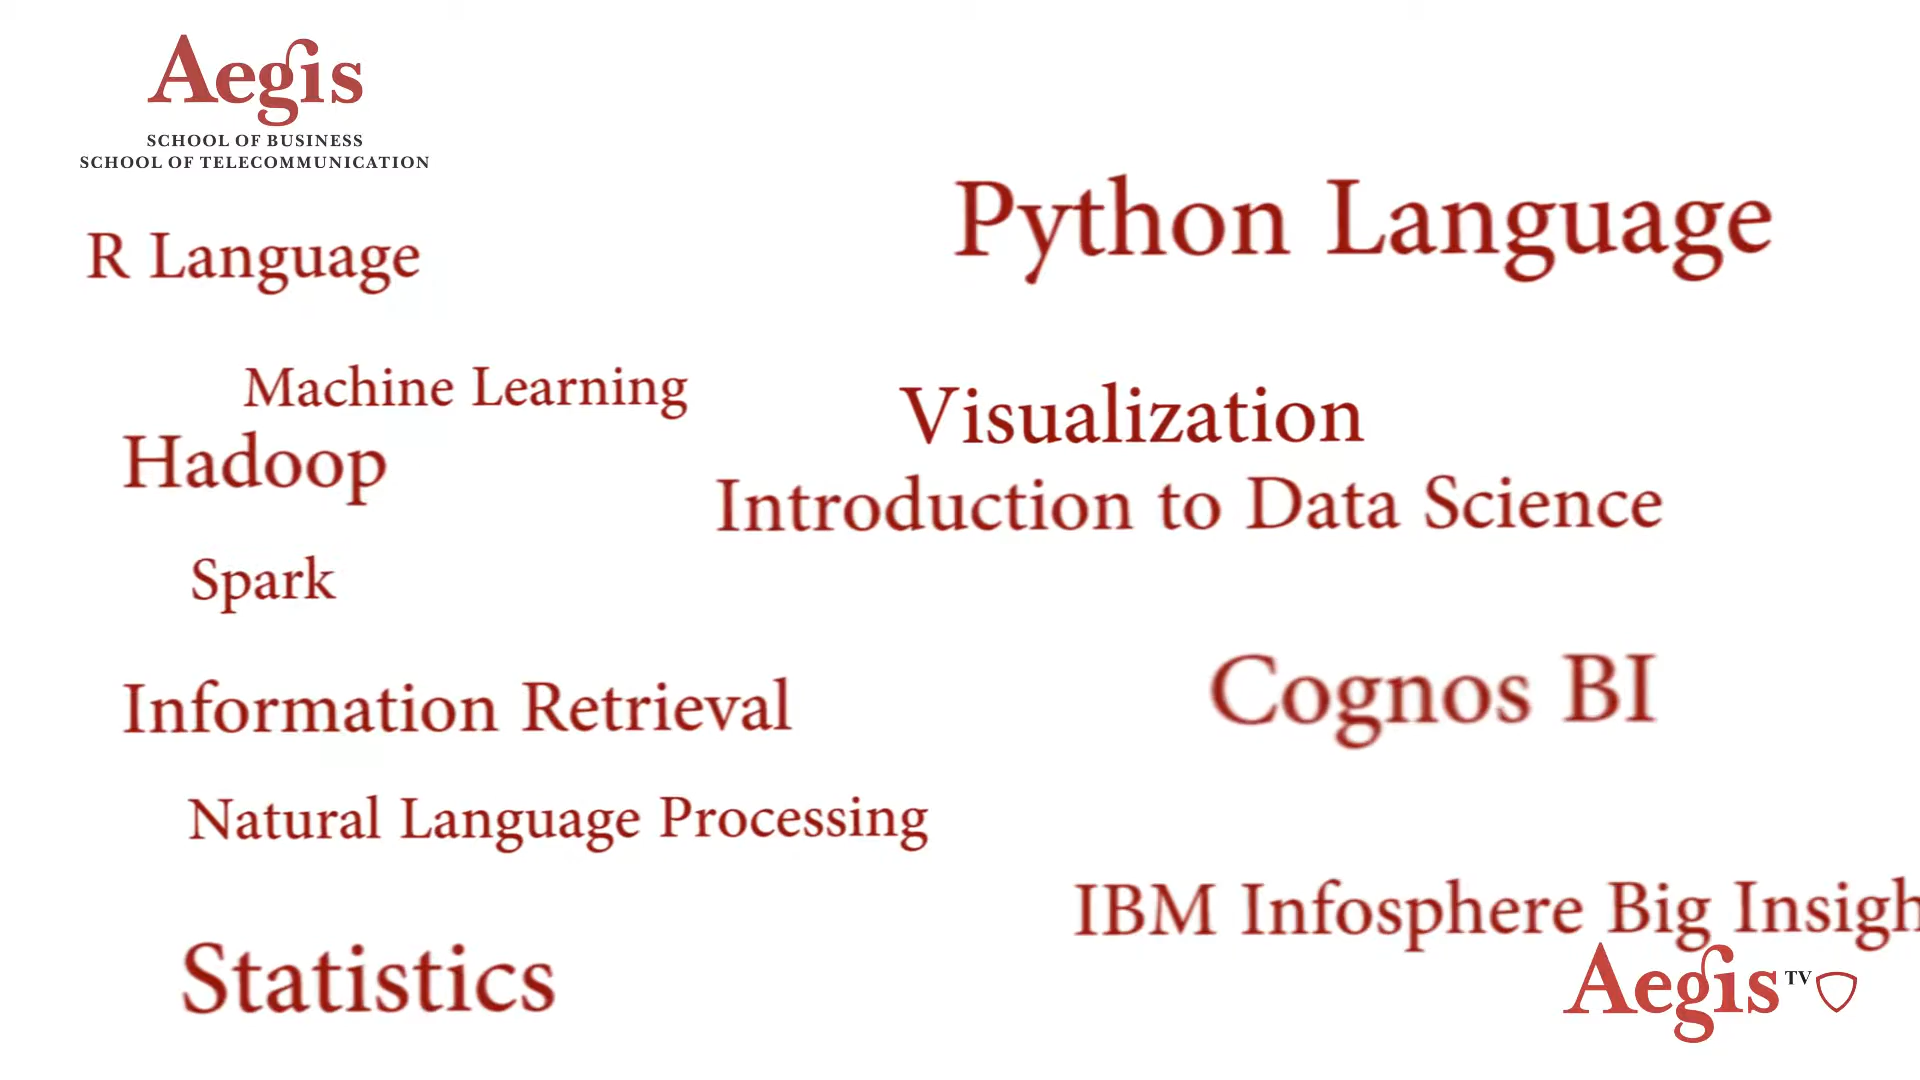 Aegis
SCHOOL OF BUSINESS
SCHOOL OF TELECOMMUNICATION
Python Language
R Language
Machine Learning
Visualization
Hadoop
Introduction to Data Science
Spark
Information Retrieval
Cognos BI
Natural Language Processing
IBM Infosphere Big Insigh
Statistics
Aegis TV